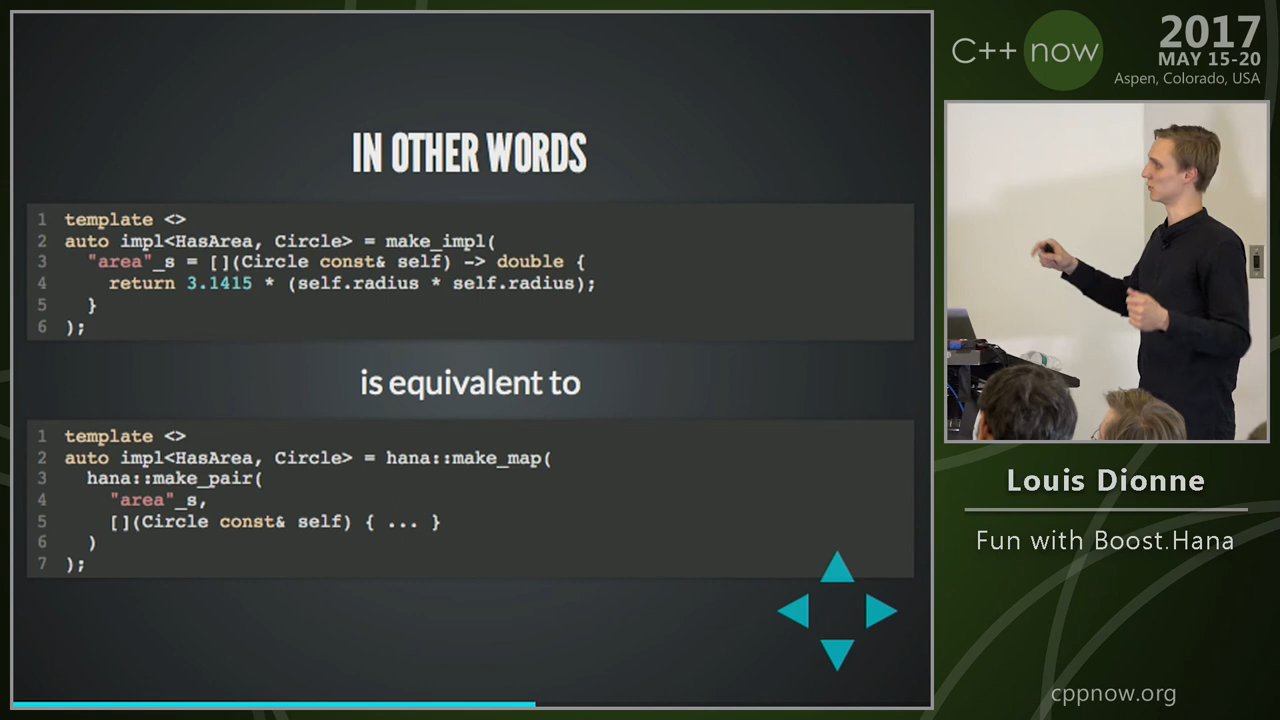 IN OTHER WORDS
1 template <>
2 auto impl<HasArea, Circle> = make_impl(
3 "area"_s = [](Circle const& self) -> double {
4 return 3.1415 * (self.radius * self.radius);
5 }
6 );
is equivalent to
1 template <>
2 auto impl<HasArea, Circle> = hana::make_map(
3 hana::make_pair(
4 "area"_s,
5 [](Circle const& self) { ... }
6 )
7 );
C++ now
2017
MAY 15-20
Aspen, Colorado, USA
Louis Dionne
Fun with Boost.Hana
cppnow.org